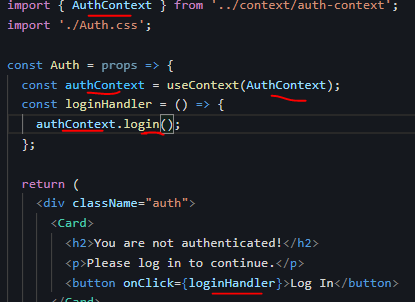 import { AuthContext } from '../context/auth-context';
import './Auth.css';
const Auth = props => {
const authContext = useContext(AuthContext);
const loginHandler = () => {
authContext.login();
};
return (
<div className="auth">
<Card>
<h2>You are not authenticated!</h2>
<p>Please log in to continue.</p>
<button onClick={loginHandler}>Log In</button>
</Card>